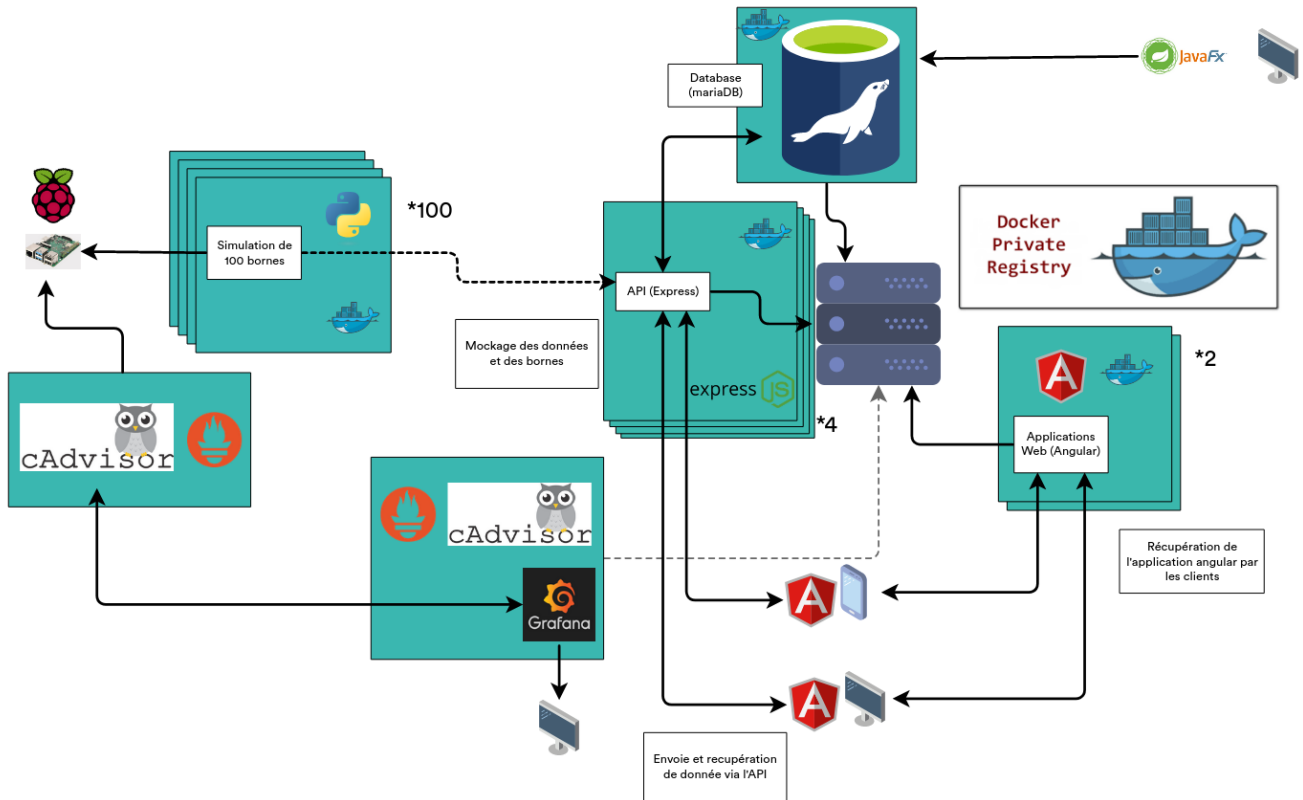 Database
(mariaDB)
JavaFx
*100
Simulation de
100 bornes
Docker
Private
Registry
API (Express)
Mockage des données
et des bornes
express
JS
*4
*2
Applications
Web (Angular)
cAdvisor
cAdvisor
Grafana
Récupération de
l'application angular par
les clients
Envoie et recupération
de donnée via l'API